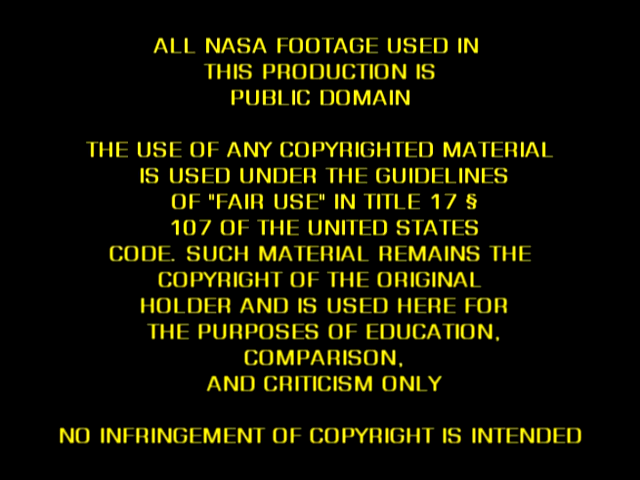 ALL NASA FOOTAGE USED IN
THIS PRODUCTION IS
PUBLIC DOMAIN
THE USE OF ANY COPYRIGHTED MATERIAL
IS USED UNDER THE GUIDELINES
OF "FAIR USE" IN TITLE 17 §
107 OF THE UNITED STATES
CODE. SUCH MATERIAL REMAINS THE
COPYRIGHT OF THE ORIGINAL
HOLDER AND IS USED HERE FOR
THE PURPOSES OF EDUCATION,
COMPARISON,
AND CRITICISM ONLY
NO INFRINGEMENT OF COPYRIGHT IS INTENDED